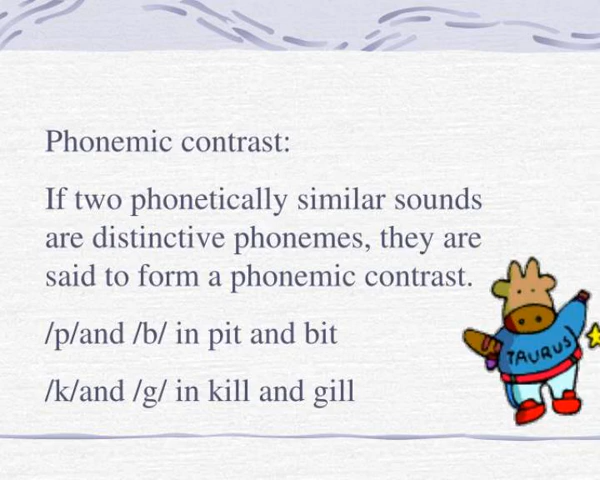 Phonemic contrast:
If two phonetically similar sounds
are distinctive phonemes, they are
said to form a phonemic contrast.
/p/and /b/ in pit and bit
/k/and /g/ in kill and gill
TAURUS